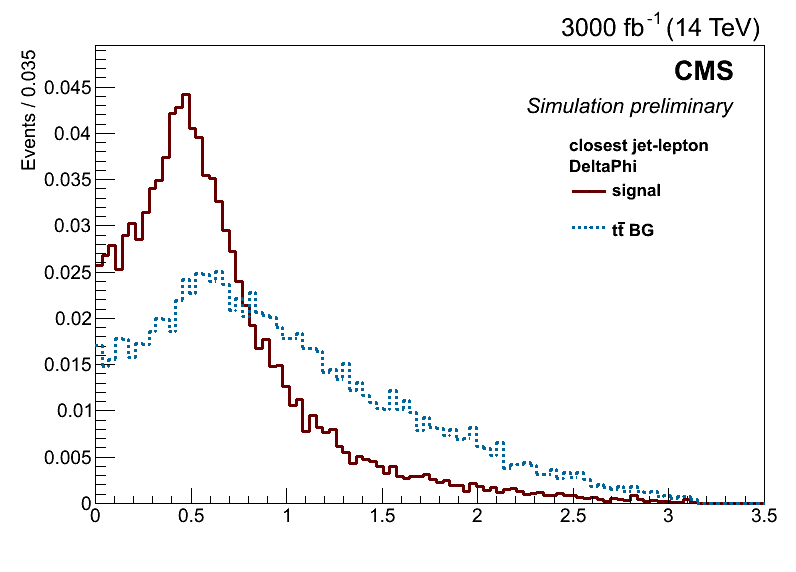 3000 fb-1 (14 TeV)
CMS
Simulation preliminary
closest jet-lepton
DeltaPhi
signal
tt̄ BG
Events / 0.035
0.045
0.04
0.035
0.03
0.025
0.02
0.015
0.01
0.005
0
0 0.5 1 1.5 2 2.5 3 3.5